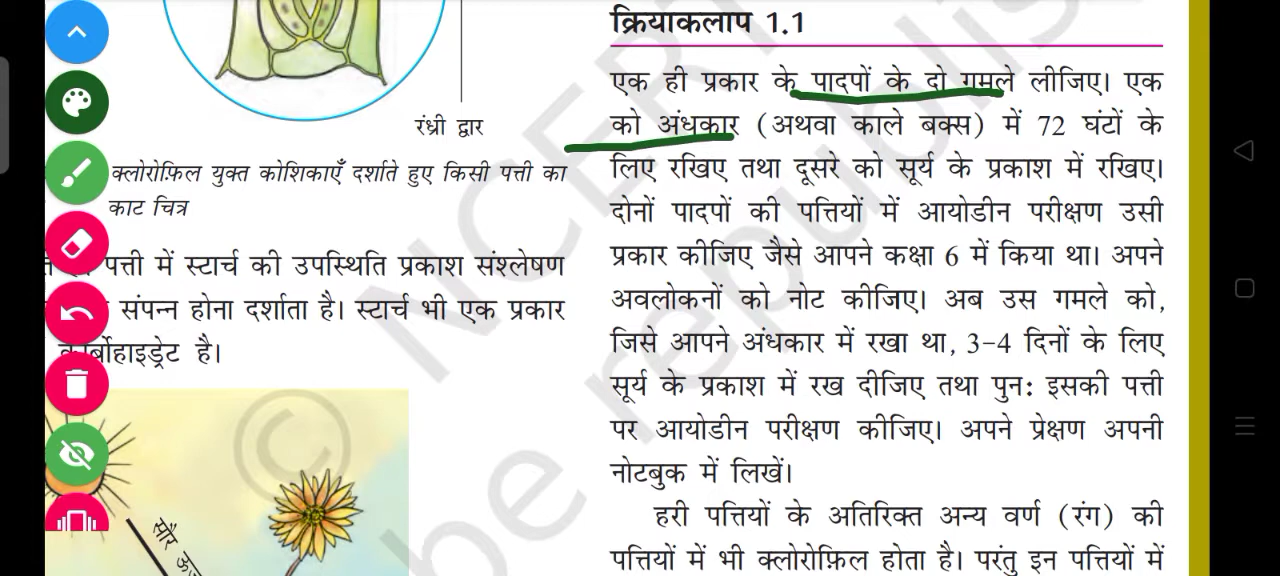 रंध्री द्वार
क्लोरोफ़िल युक्त कोशिकाएँ दर्शाते हुए किसी पत्ती का
काट चित्र
पत्ती में स्टार्च की उपस्थिति प्रकाश संश्लेषण
संपन्न होना दर्शाता है। स्टार्च भी एक प्रकार
कार्बोहाइड्रेट है।
सौर
क्रियाकलाप 1.1
एक ही प्रकार के पादपों के दो गमले लीजिए। एक
को अंधकार (अथवा काले बक्स) में 72 घंटों के
लिए रखिए तथा दूसरे को सूर्य के प्रकाश में रखिए।
दोनों पादपों की पत्तियों में आयोडीन परीक्षण उसी
प्रकार कीजिए जैसे आपने कक्षा 6 में किया था। अपने
अवलोकनों को नोट कीजिए। अब उस गमले को,
जिसे आपने अंधकार में रखा था, 3-4 दिनों के लिए
सूर्य के प्रकाश में रख दीजिए तथा पुन: इसकी पत्ती
पर आयोडीन परीक्षण कीजिए। अपने प्रेक्षण अपनी
नोटबुक में लिखें।
हरी पत्तियों के अतिरिक्त अन्य वर्ण (रंग) की
पत्तियों में भी क्लोरोफ़िल होता है। परंतु इन पत्तियों में
© NCERT
be republis